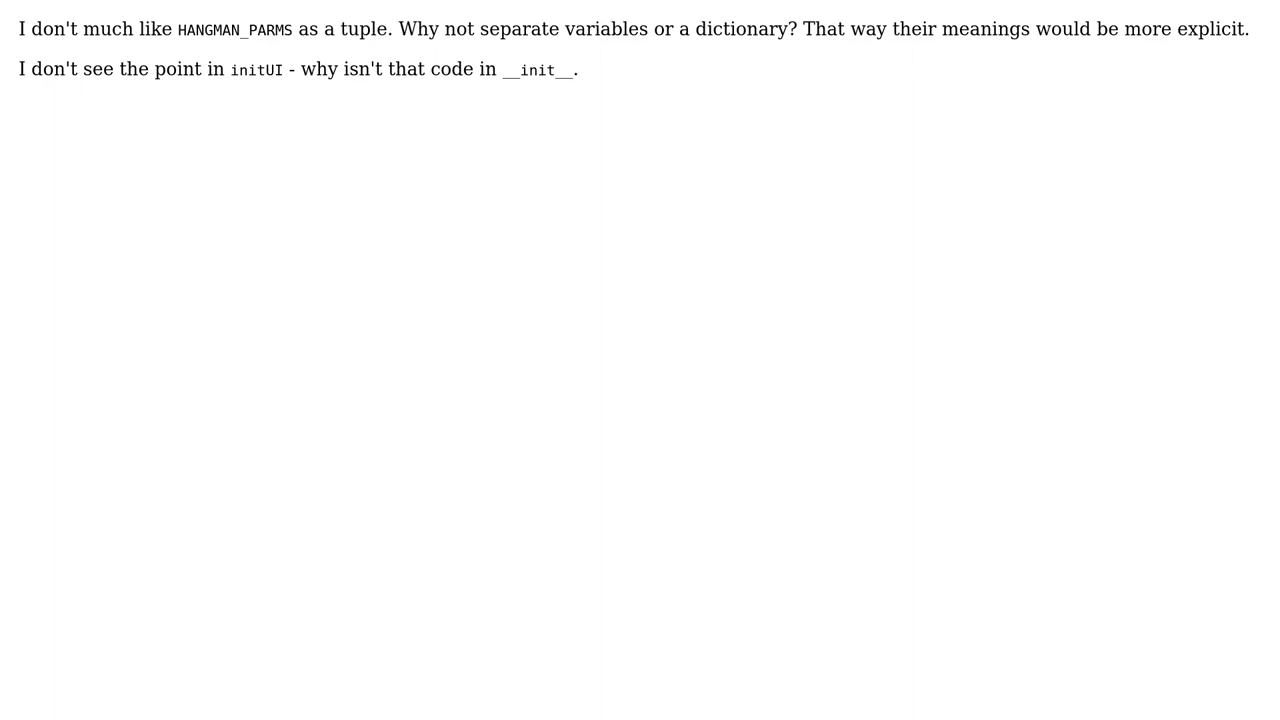 I don't much like HANGMAN_PARMS as a tuple. Why not separate variables or a dictionary? That way their meanings would be more explicit.
I don't see the point in initUI - why isn't that code in __init__.